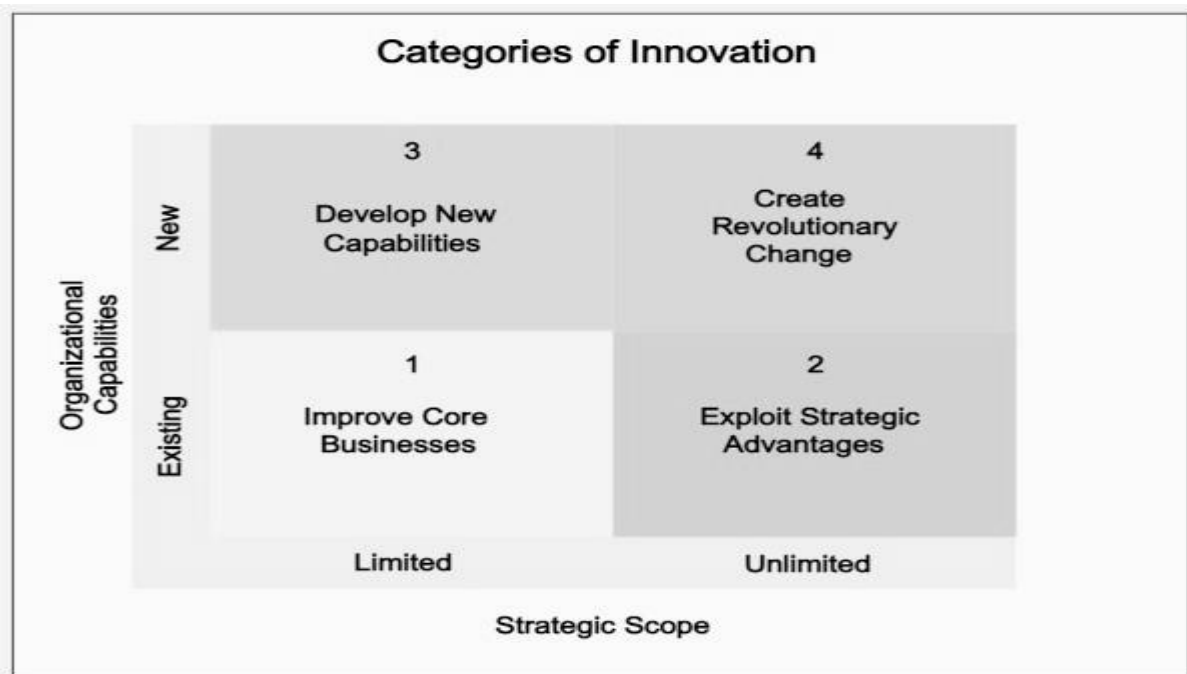 Categories of Innovation
3
Develop New
Capabilities
4
Create
Revolutionary
Change
New
Organizational
Capabilities
Existing
1
Improve Core
Businesses
2
Exploit Strategic
Advantages
Limited
Unlimited
Strategic Scope